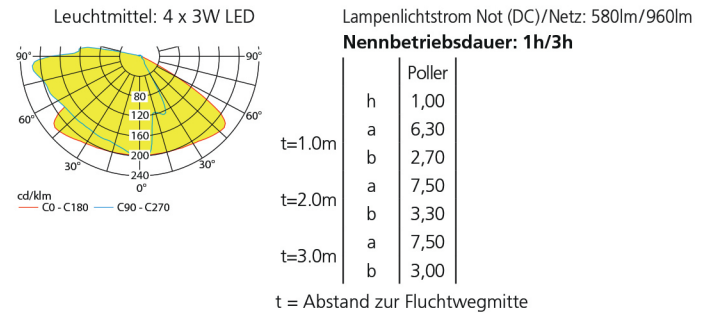 Leuchtmittel: 4 x 3W LED
90° 90°
80
120
60° 60°
160
200
30° 30°
240
0°
cd/klm
C0 - C180 C90 - C270
Lampenlichtstrom Not (DC)/Netz: 580lm/960lm
Nennbetriebsdauer: 1h/3h
Poller
h 1,00
t=1.0m a 6,30
b 2,70
t=2.0m a 7,50
b 3,30
t=3.0m a 7,50
b 3,00
t = Abstand zur Fluchtwegmitte